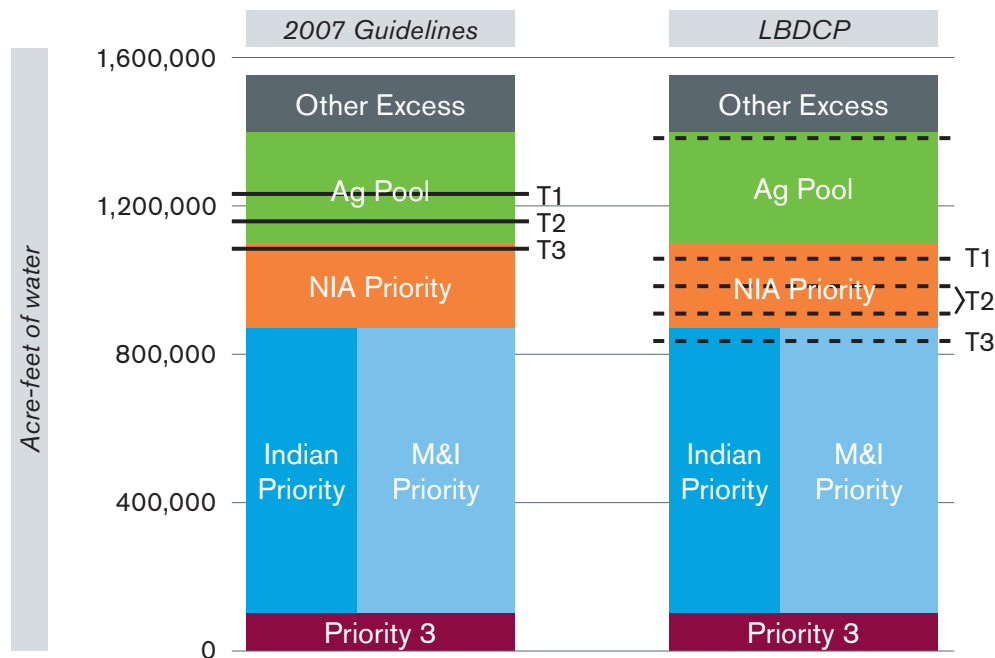 2007 Guidelines
LBDCP
Acre-feet of water
1,600,000
1,200,000
800,000
400,000
0
Other Excess
Ag Pool
NIA Priority
Indian
Priority
M&I
Priority
Priority 3
T1
T2
T3
Other Excess
Ag Pool
NIA Priority
Indian
Priority
M&I
Priority
Priority 3
T1
T2
T3